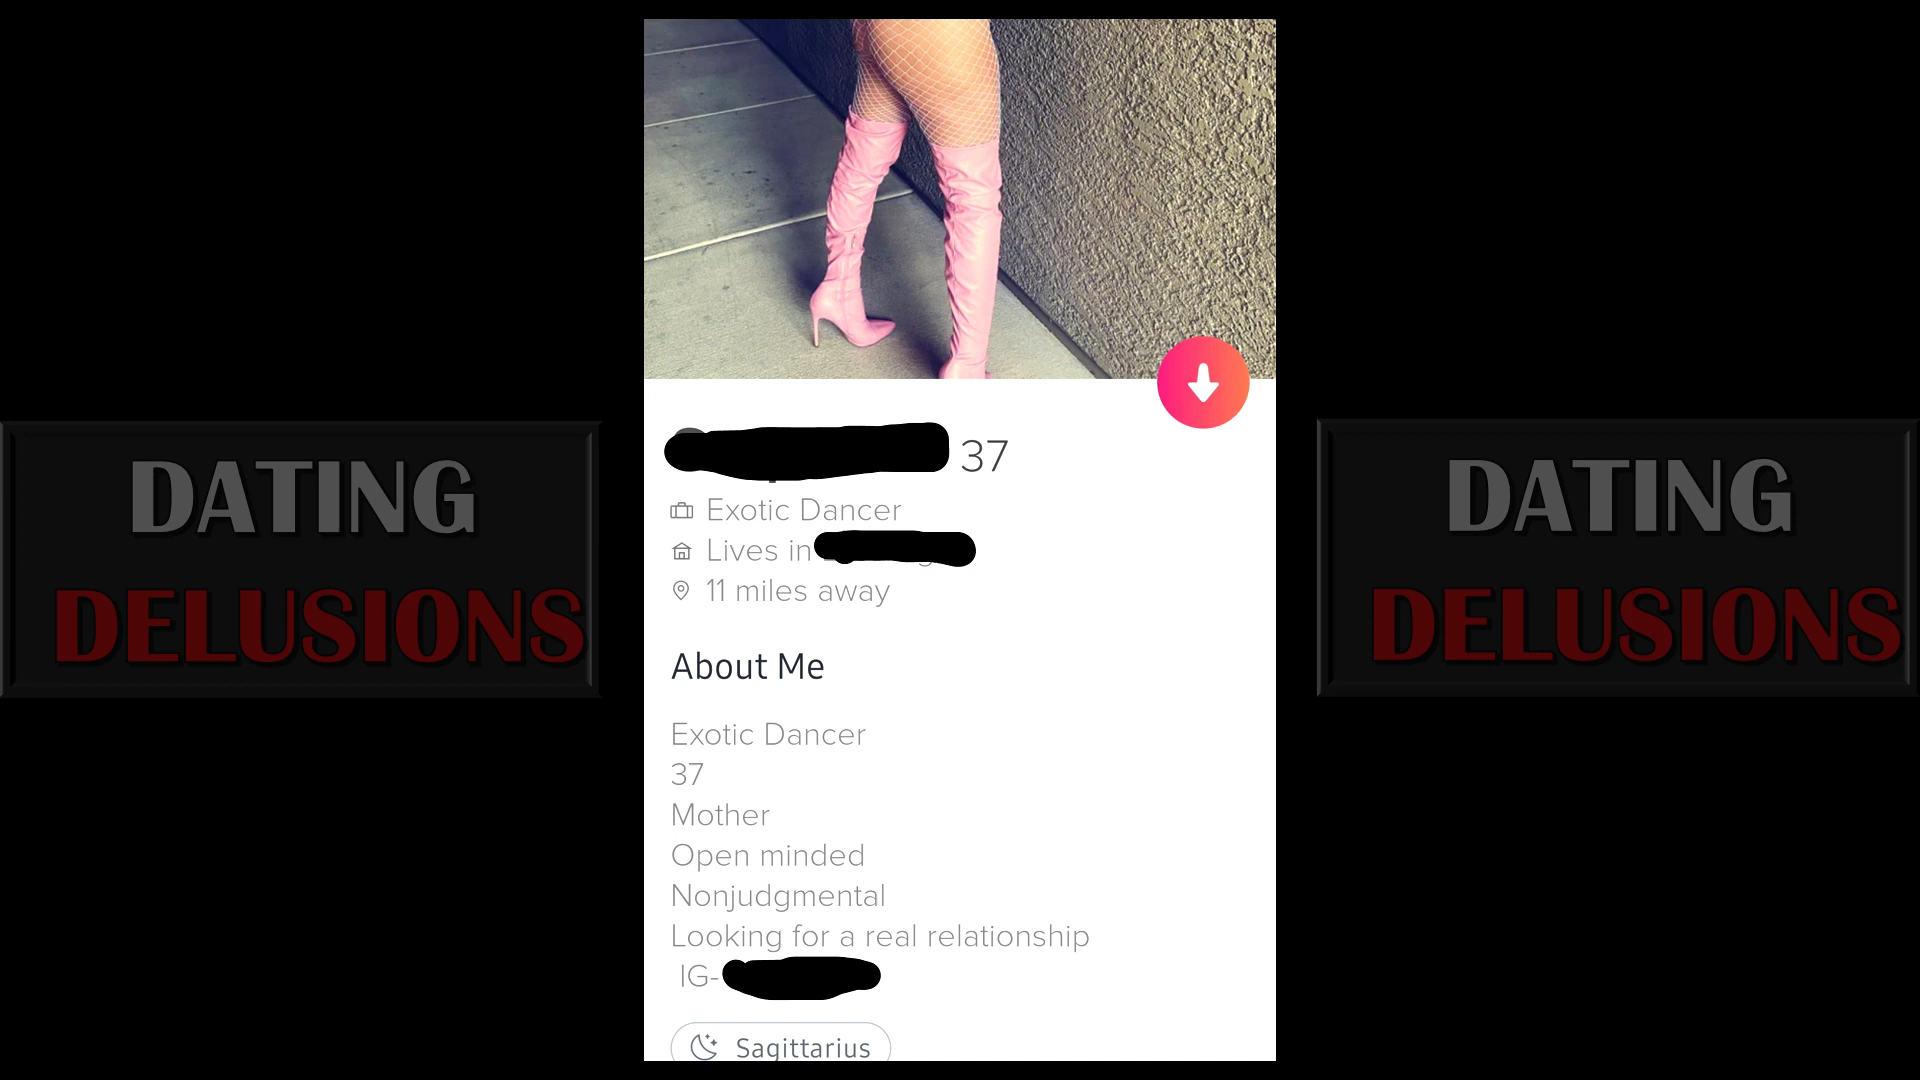 DATING
DELUSIONS
37
Exotic Dancer
Lives in
11 miles away
About Me
Exotic Dancer
37
Mother
Open minded
Nonjudgmental
Looking for a real relationship
IG-
Sagittarius
DATING
DELUSIONS